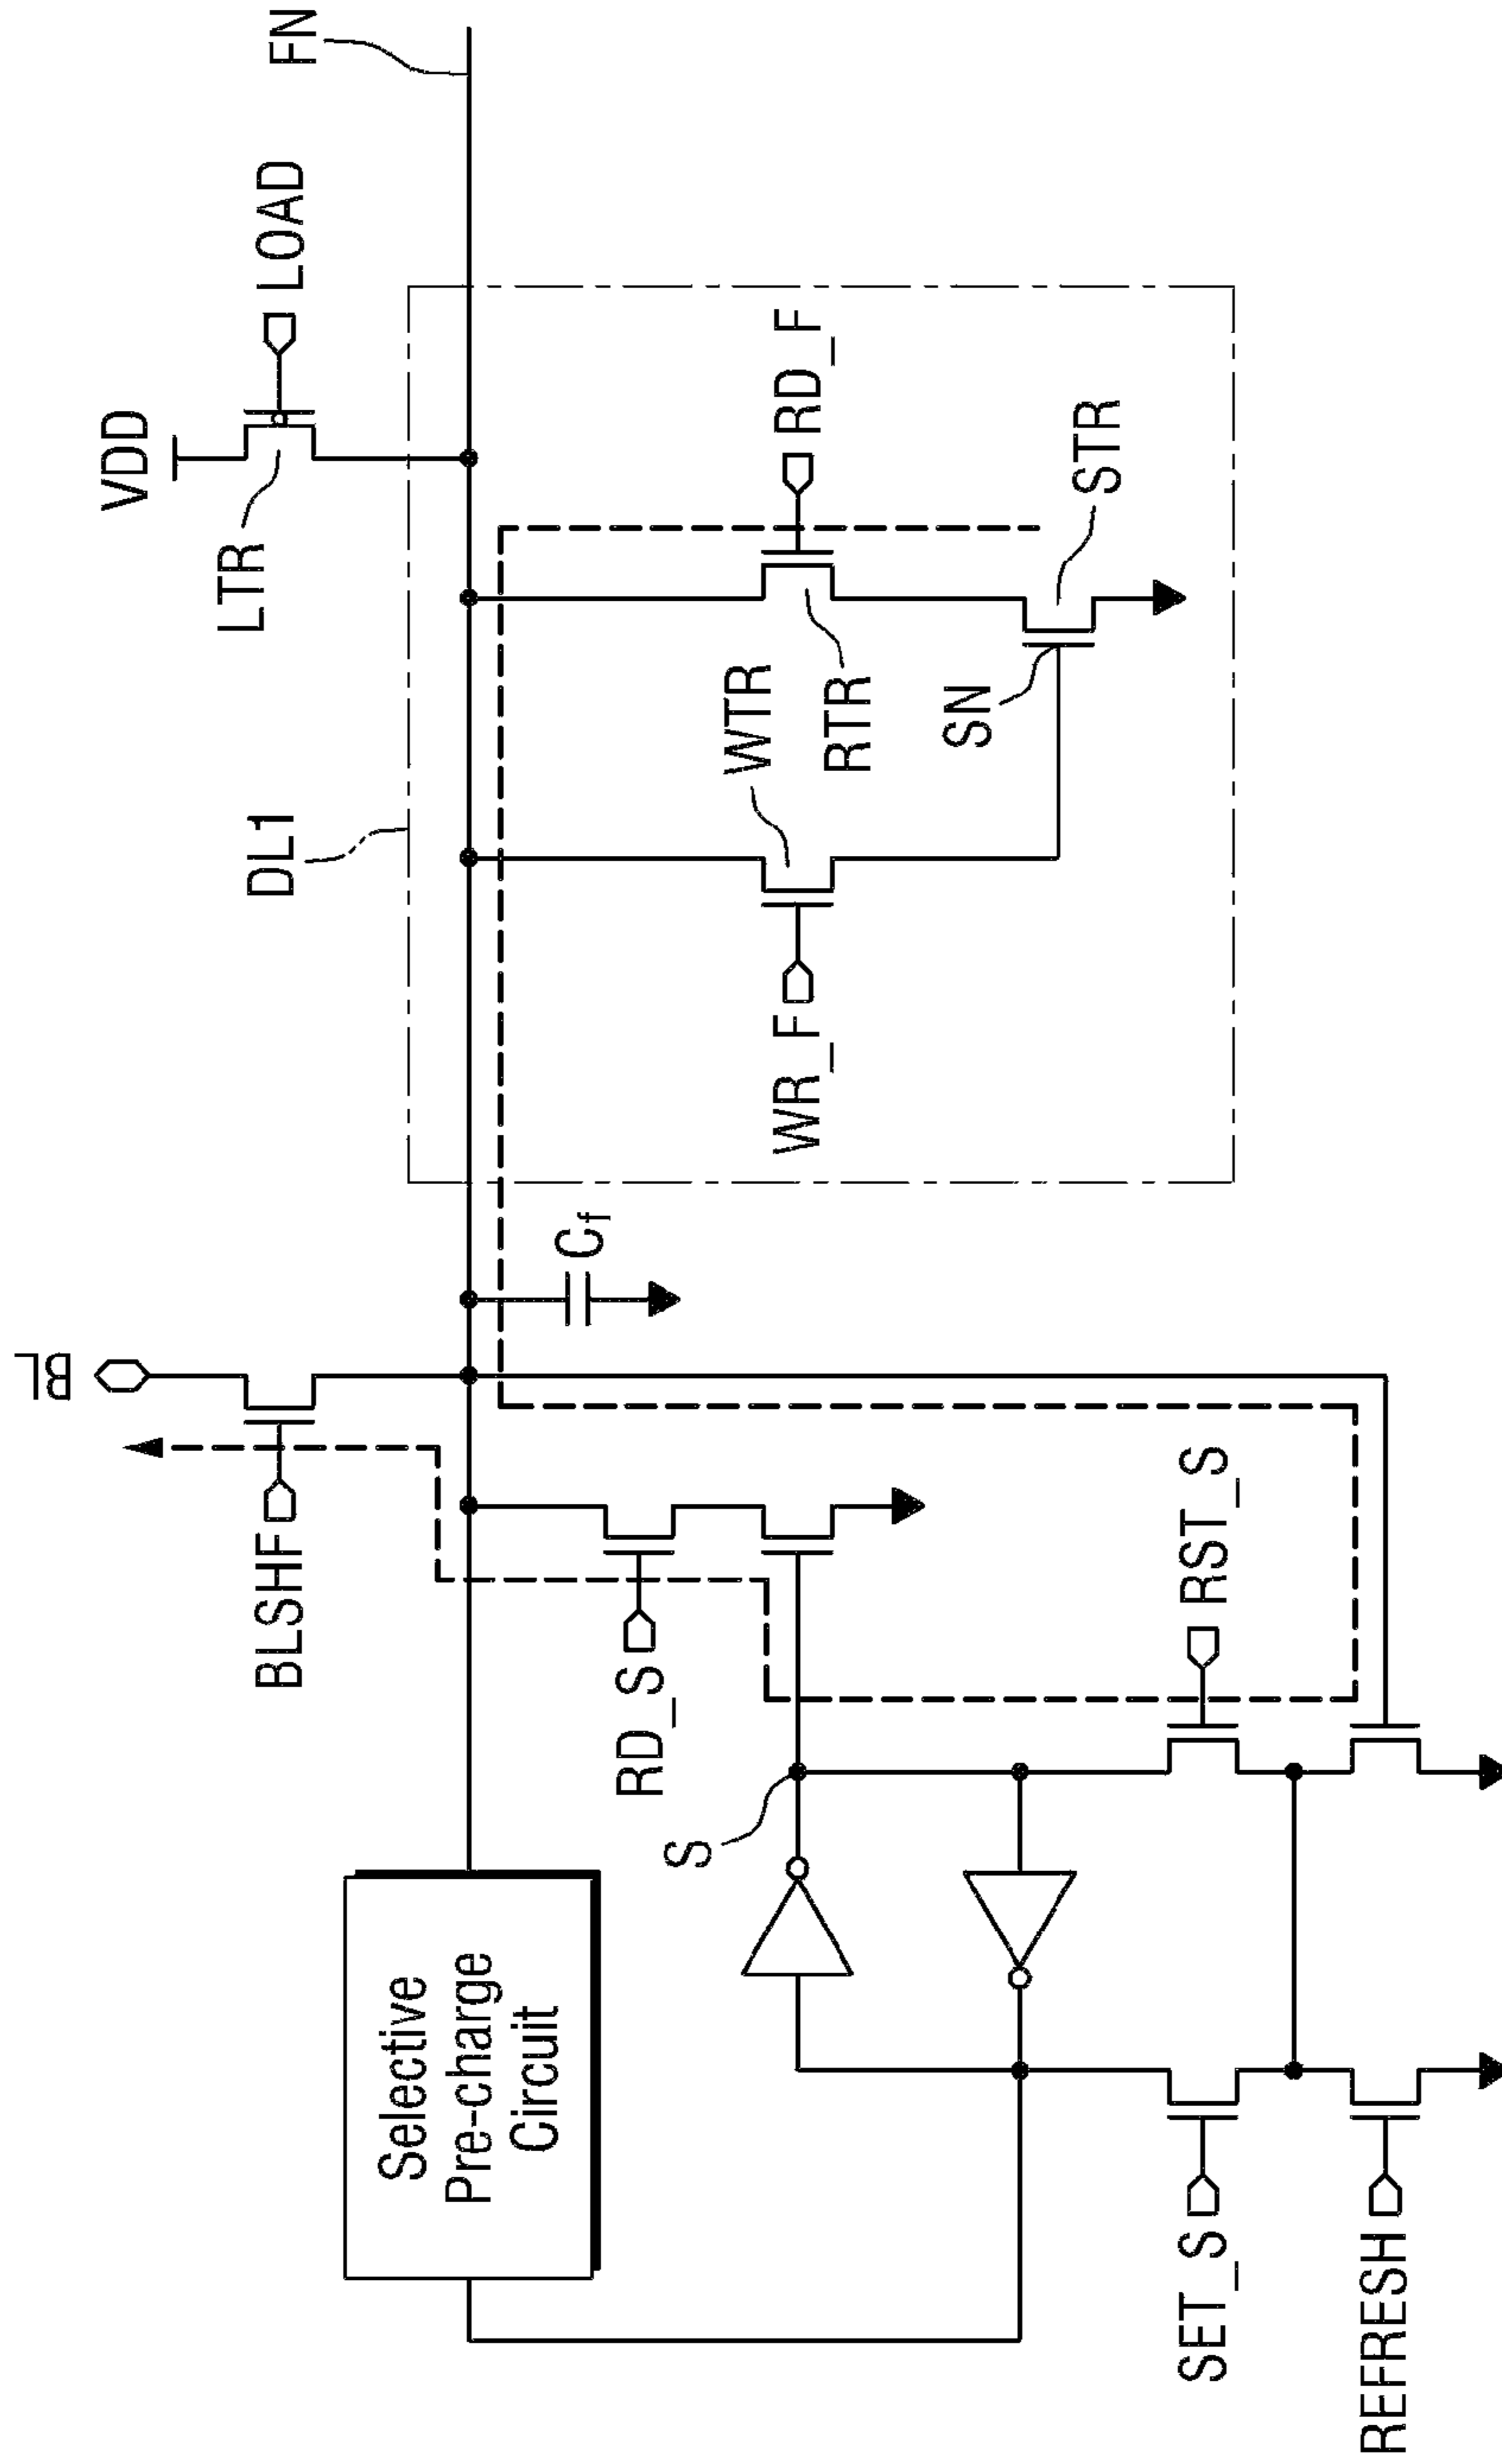 FN
VDD
LOAD
LTR
DL1
RD_F
STR
WTR
RTR
SN
WR_F
Cf
BL
BLSHF
RD_S
RST_S
S
Selective
Pre-charge
Circuit
SET_S
REFRESH